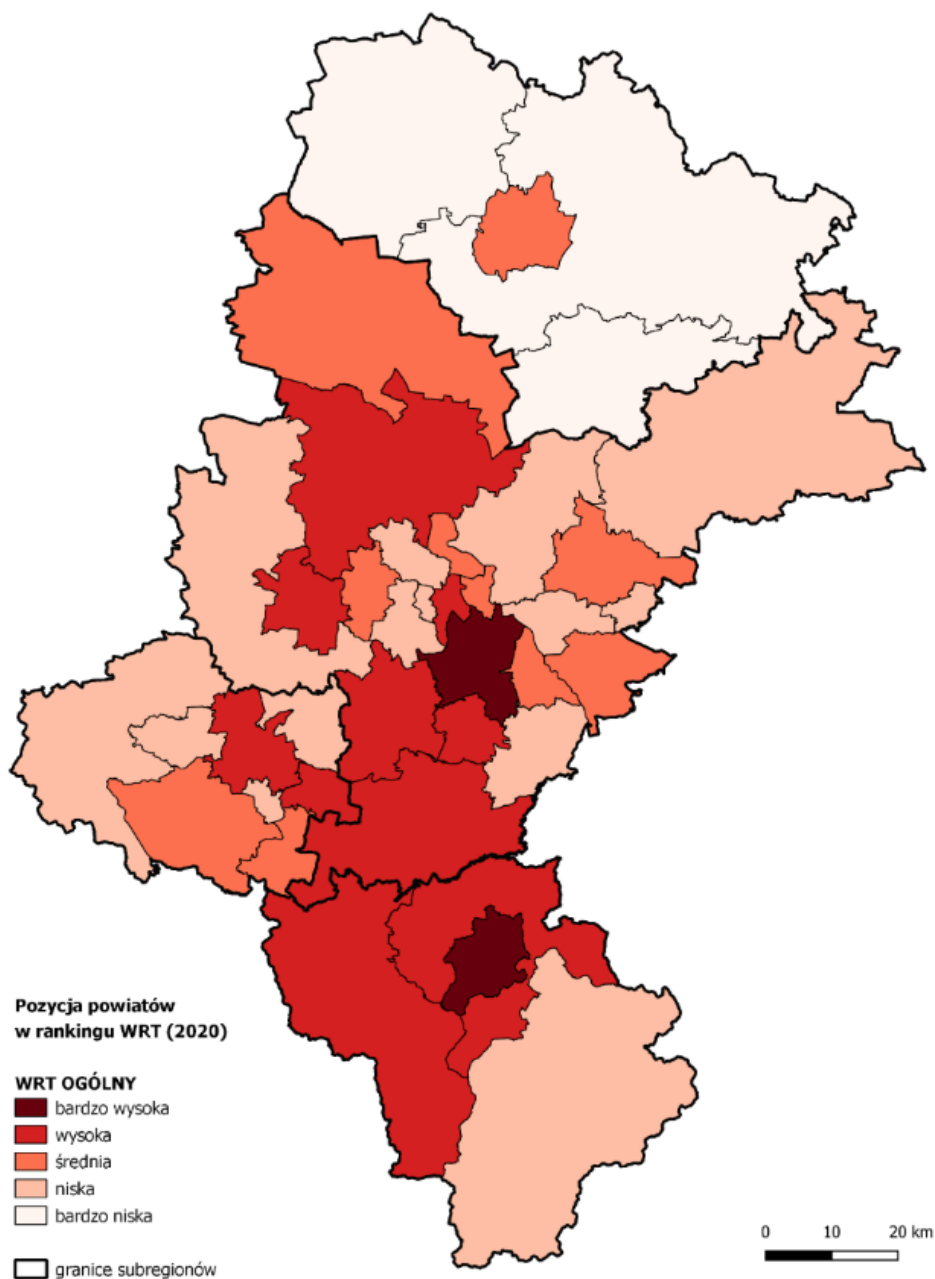 Pozycja powiatów
w rankingu WRT (2020)
WRT OGÓLNY
bardzo wysoka
wysoka
średnia
niska
bardzo niska
granice subregionów
0 10 20 km